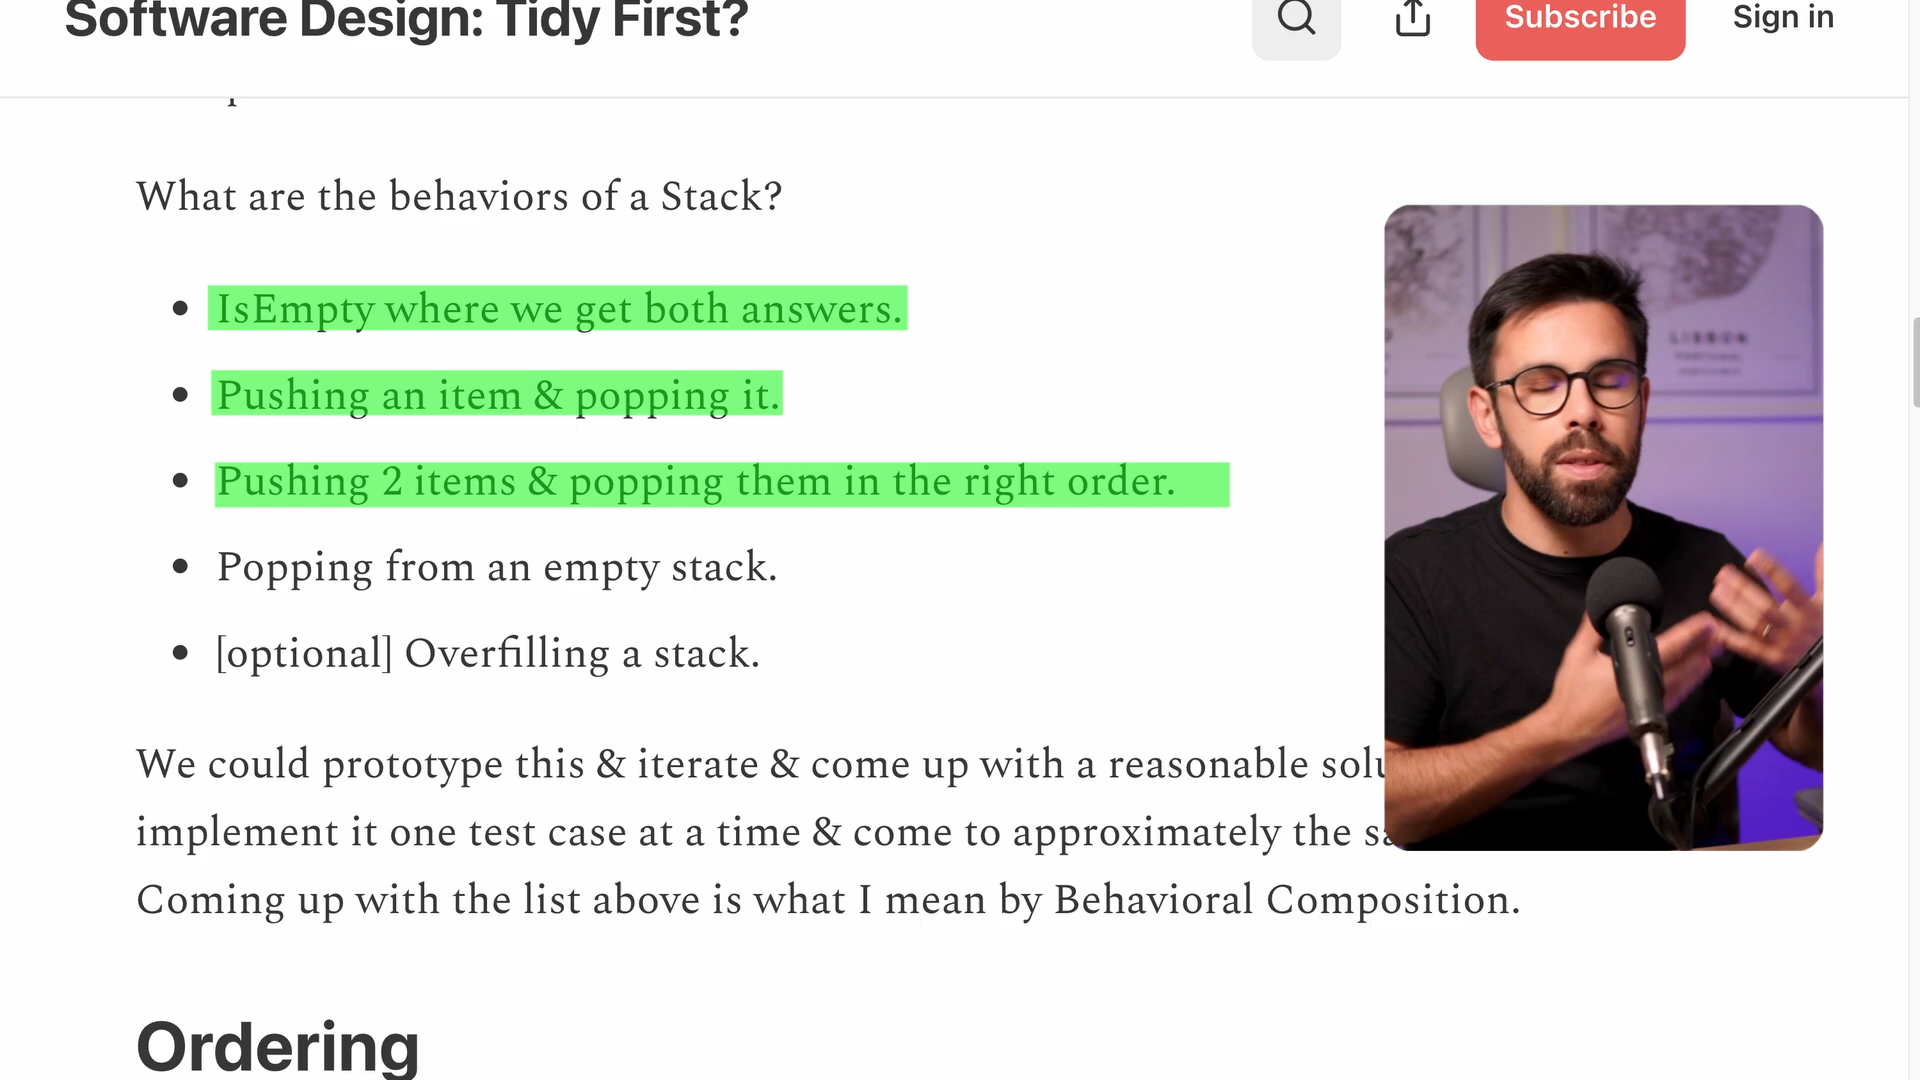 Software Design: Tidy First?
Subscribe
Sign in
What are the behaviors of a Stack?
IsEmpty where we get both answers.
Pushing an item & popping it.
Pushing 2 items & popping them in the right order.
Popping from an empty stack.
[optional] Overfilling a stack.
LISBON
We could prototype this & iterate & come up with a reasonable
implement it one test case at a time & come to approximately the
Coming up with the list above is what I mean by Behavioral Composition.
Ordering